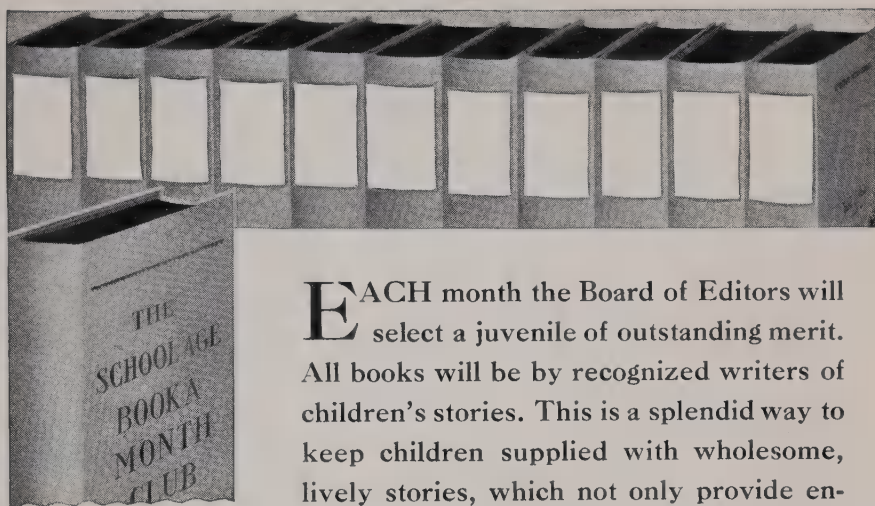 THE
SCHOOL AGE
BOOK A
MONTH
CLUB
EACH month the Board of Editors will
select a juvenile of outstanding merit.
All books will be by recognized writers of
children's stories. This is a splendid way to
keep children supplied with wholesome,
lively stories, which not only provide en-